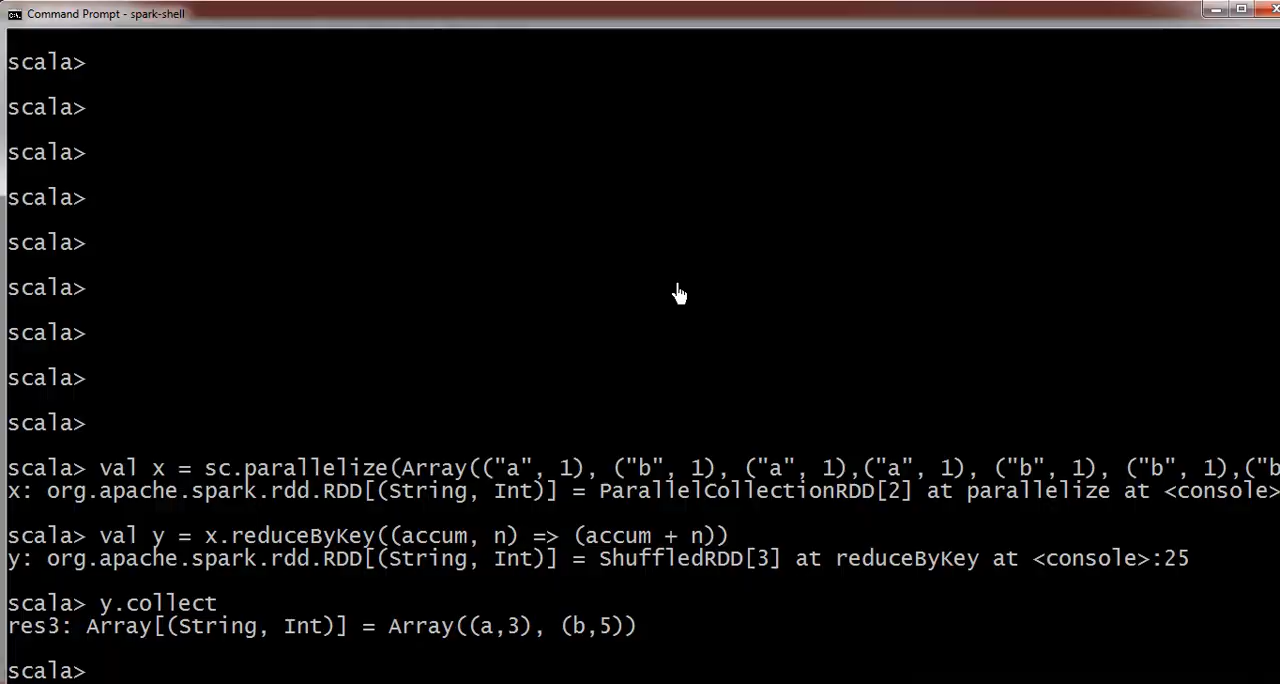 Command Prompt - spark-shell
scala>
scala>
scala>
scala>
scala>
scala>
scala>
scala>
scala>
scala> val x = sc.parallelize(Array(("a", 1), ("b", 1), ("a", 1),("a", 1), ("b", 1), ("b", 1),("b
x: org.apache.spark.rdd.RDD[(String, Int)] = ParallelCollectionRDD[2] at parallelize at <console>
scala> val y = x.reduceByKey((accum, n) => (accum + n))
y: org.apache.spark.rdd.RDD[(String, Int)] = ShuffledRDD[3] at reduceByKey at <console>:25
scala> y.collect
res3: Array[(String, Int)] = Array((a,3), (b,5))
scala>